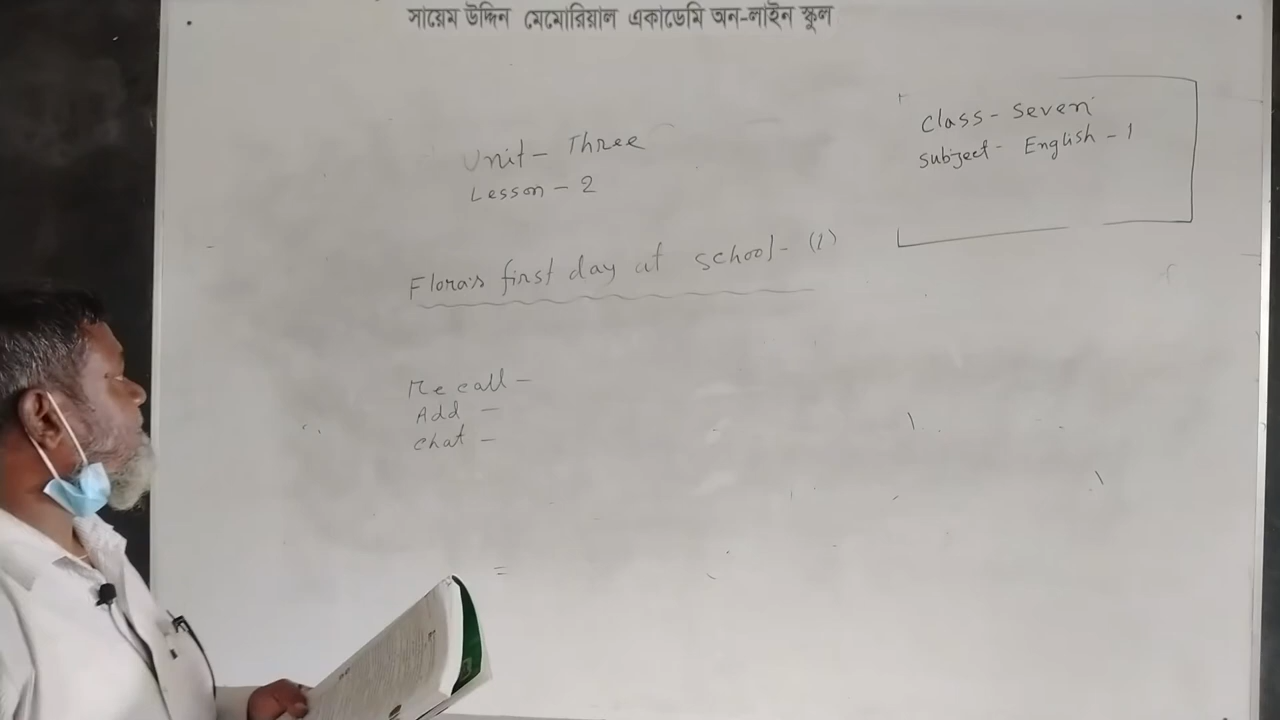 সায়েম উদ্দিন মেমোরিয়াল একাডেমি অন-লাইন স্কুল
Class - Seven
Subject - English - 1
Unit - Three
Lesson - 2
Flora's first day at school - (1)
Recall -
Add -
Chat -